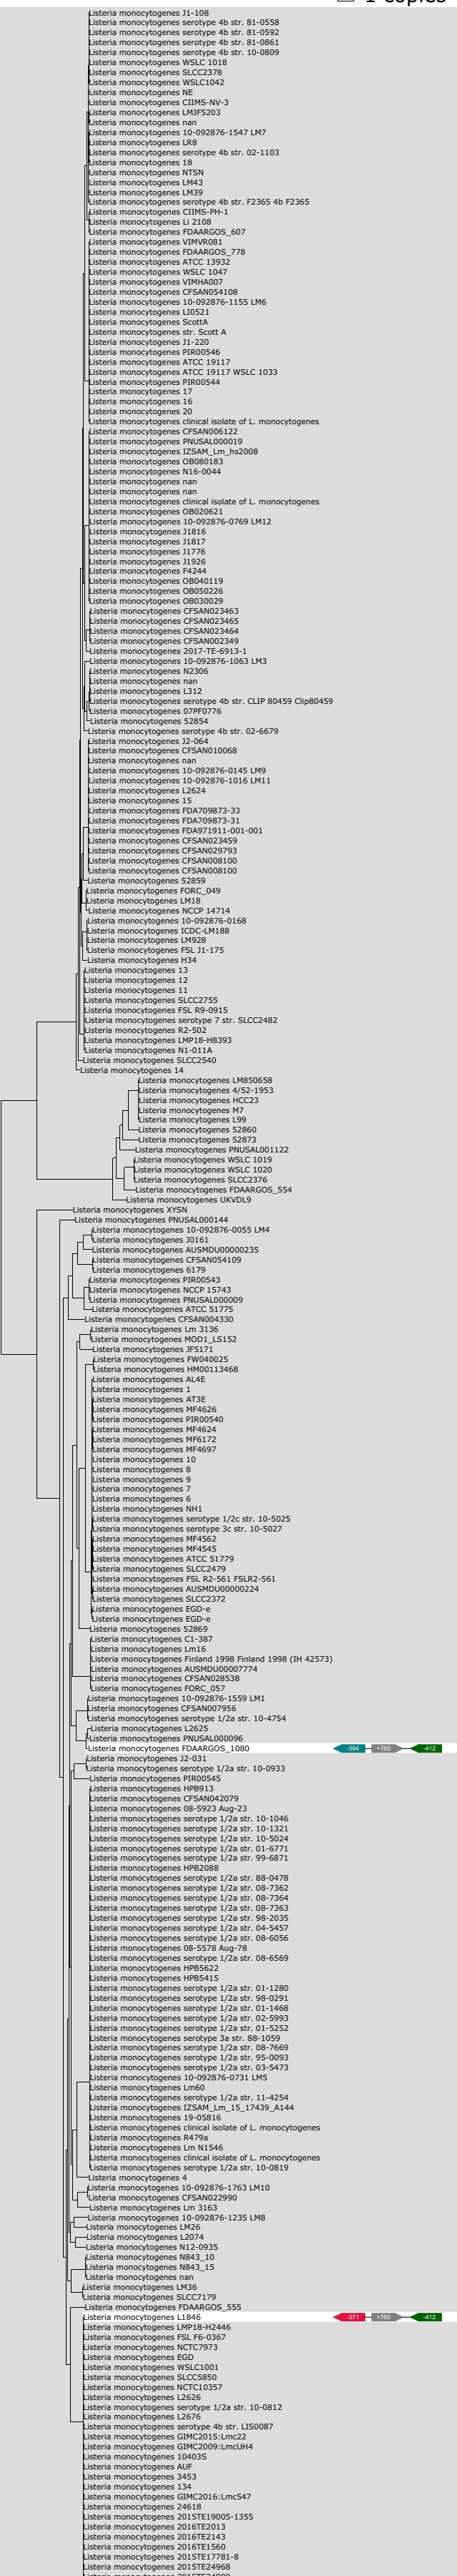 1 copies
Listeria monocytogenes J1-108
Listeria monocytogenes serotype 4b str. 81-0558
Listeria monocytogenes serotype 4b str. 81-0592
Listeria monocytogenes serotype 4b str. 81-0861
Listeria monocytogenes serotype 4b str. 10-0809
Listeria monocytogenes WSLC 1018
Listeria monocytogenes SLCC2378
Listeria monocytogenes WSLC1042
Listeria monocytogenes NE
Listeria monocytogenes CIIMS-NV-3
Listeria monocytogenes LMJF5203
Listeria monocytogenes nan
Listeria monocytogenes 10-092876-1547 LM7
Listeria monocytogenes LR8
Listeria monocytogenes serotype 4b str. 02-1103
Listeria monocytogenes 18
Listeria monocytogenes NTSN
Listeria monocytogenes LM43
Listeria monocytogenes LM39
Listeria monocytogenes serotype 4b str. F2365 4b F2365
Listeria monocytogenes CIIMS-PH-1
Listeria monocytogenes Li 2108
Listeria monocytogenes FDAARGOS_607
Listeria monocytogenes VIMVR081
Listeria monocytogenes FDAARGOS_778
Listeria monocytogenes ATCC 13932
Listeria monocytogenes WSLC 1047
Listeria monocytogenes VIMHA007
Listeria monocytogenes CFSAN054108
Listeria monocytogenes 10-092876-1155 LM6
Listeria monocytogenes LI0521
Listeria monocytogenes ScottA
Listeria monocytogenes str. Scott A
Listeria monocytogenes J1-220
Listeria monocytogenes PIR00546
Listeria monocytogenes ATCC 19117
Listeria monocytogenes ATCC 19117 WSLC 1033
Listeria monocytogenes PIR00544
Listeria monocytogenes 17
Listeria monocytogenes 16
Listeria monocytogenes 20
Listeria monocytogenes clinical isolate of L. monocytogenes
Listeria monocytogenes CFSAN006122
Listeria monocytogenes PNUSAL000019
Listeria monocytogenes IZSAM_Lm_hs2008
Listeria monocytogenes OB080183
Listeria monocytogenes N16-0044
Listeria monocytogenes nan
Listeria monocytogenes nan
Listeria monocytogenes clinical isolate of L. monocytogenes
Listeria monocytogenes OB020621
Listeria monocytogenes 10-092876-0769 LM12
Listeria monocytogenes J1816
Listeria monocytogenes J1817
Listeria monocytogenes J1776
Listeria monocytogenes J1926
Listeria monocytogenes F4244
Listeria monocytogenes OB040119
Listeria monocytogenes OB050226
Listeria monocytogenes OB030029
Listeria monocytogenes CFSAN023463
Listeria monocytogenes CFSAN023465
Listeria monocytogenes CFSAN023464
Listeria monocytogenes CFSAN002349
Listeria monocytogenes 2017-TE-6913-1
Listeria monocytogenes 10-092876-1063 LM3
Listeria monocytogenes N2306
Listeria monocytogenes nan
Listeria monocytogenes L312
Listeria monocytogenes serotype 4b str. CLIP 80459 Clip80459
Listeria monocytogenes 07PF0776
Listeria monocytogenes 52854
Listeria monocytogenes serotype 4b str. 02-6679
Listeria monocytogenes J2-064
Listeria monocytogenes CFSAN010068
Listeria monocytogenes nan
Listeria monocytogenes 10-092876-0145 LM9
Listeria monocytogenes 10-092876-1016 LM11
Listeria monocytogenes L2624
Listeria monocytogenes 15
Listeria monocytogenes FDA709873-33
Listeria monocytogenes FDA709873-31
Listeria monocytogenes FDA971911-001-001
Listeria monocytogenes CFSAN023459
Listeria monocytogenes CFSAN029793
Listeria monocytogenes CFSAN008100
Listeria monocytogenes CFSAN008100
Listeria monocytogenes 52859
Listeria monocytogenes FORC_049
Listeria monocytogenes LM18
Listeria monocytogenes NCCP 14714
Listeria monocytogenes 10-092876-0168
Listeria monocytogenes ICDC-LM188
Listeria monocytogenes LM928
Listeria monocytogenes FSL J1-175
Listeria monocytogenes H34
Listeria monocytogenes 13
Listeria monocytogenes 12
Listeria monocytogenes 11
Listeria monocytogenes SLCC2755
Listeria monocytogenes FSL R9-0915
Listeria monocytogenes serotype 7 str. SLCC2482
Listeria monocytogenes R2-502
Listeria monocytogenes LMP18-H8393
Listeria monocytogenes N1-011A
Listeria monocytogenes SLCC2540
Listeria monocytogenes 14
Listeria monocytogenes LM850658
Listeria monocytogenes 4/52-1953
Listeria monocytogenes HCC23
Listeria monocytogenes M7
Listeria monocytogenes L99
Listeria monocytogenes 52860
Listeria monocytogenes 52873
Listeria monocytogenes PNUSAL001122
Listeria monocytogenes WSLC 1019
Listeria monocytogenes WSLC 1020
Listeria monocytogenes SLCC2376
Listeria monocytogenes FDAARGOS_554
Listeria monocytogenes UKVDL9
Listeria monocytogenes XYSN
Listeria monocytogenes PNUSAL000144
Listeria monocytogenes 10-092876-0055 LM4
Listeria monocytogenes J0161
Listeria monocytogenes AUSMDU00000235
Listeria monocytogenes CFSAN054109
Listeria monocytogenes 6179
Listeria monocytogenes PIR00543
Listeria monocytogenes NCCP 15743
Listeria monocytogenes PNUSAL000009
Listeria monocytogenes ATCC 51775
Listeria monocytogenes CFSAN004330
Listeria monocytogenes Lm 3136
Listeria monocytogenes MOD1_LS152
Listeria monocytogenes JF5171
Listeria monocytogenes FW040025
Listeria monocytogenes HM00113468
Listeria monocytogenes AL4E
Listeria monocytogenes 1
Listeria monocytogenes AT3E
Listeria monocytogenes MF4626
Listeria monocytogenes PIR00540
Listeria monocytogenes MF4624
Listeria monocytogenes MF6172
Listeria monocytogenes MF4697
Listeria monocytogenes 10
Listeria monocytogenes 8
Listeria monocytogenes 9
Listeria monocytogenes 7
Listeria monocytogenes 6
Listeria monocytogenes NH1
Listeria monocytogenes serotype 1/2c str. 10-5025
Listeria monocytogenes serotype 3c str. 10-5027
Listeria monocytogenes MF4562
Listeria monocytogenes MF4545
Listeria monocytogenes ATCC 51779
Listeria monocytogenes SLCC2479
Listeria monocytogenes FSL R2-561 FSLR2-561
Listeria monocytogenes AUSMDU00000224
Listeria monocytogenes SLCC2372
Listeria monocytogenes EGD-e
Listeria monocytogenes EGD-e
Listeria monocytogenes 52869
Listeria monocytogenes C1-387
Listeria monocytogenes Lm16
Listeria monocytogenes Finland 1998 Finland 1998 (IH 42573)
Listeria monocytogenes AUSMDU00007774
Listeria monocytogenes CFSAN028538
Listeria monocytogenes FORC_057
Listeria monocytogenes 10-092876-1559 LM1
Listeria monocytogenes CFSAN007956
Listeria monocytogenes serotype 1/2a str. 10-4754
Listeria monocytogenes L2625
Listeria monocytogenes PNUSAL000096
Listeria monocytogenes FDAARGOS_1080 -394 +760 -412
Listeria monocytogenes J2-031
Listeria monocytogenes serotype 1/2a str. 10-0933
Listeria monocytogenes PIR00545
Listeria monocytogenes HPB913
Listeria monocytogenes CFSAN042079
Listeria monocytogenes 08-5923 Aug-23
Listeria monocytogenes serotype 1/2a str. 10-1046
Listeria monocytogenes serotype 1/2a str. 10-1321
Listeria monocytogenes serotype 1/2a str. 10-5024
Listeria monocytogenes serotype 1/2a str. 01-6771
Listeria monocytogenes serotype 1/2a str. 99-6871
Listeria monocytogenes HPB2088
Listeria monocytogenes serotype 1/2a str. 88-0478
Listeria monocytogenes serotype 1/2a str. 08-7362
Listeria monocytogenes serotype 1/2a str. 08-7364
Listeria monocytogenes serotype 1/2a str. 08-7363
Listeria monocytogenes serotype 1/2a str. 98-2035
Listeria monocytogenes serotype 1/2a str. 04-5457
Listeria monocytogenes serotype 1/2a str. 08-6056
Listeria monocytogenes 08-5578 Aug-78
Listeria monocytogenes serotype 1/2a str. 08-6569
Listeria monocytogenes HPB5622
Listeria monocytogenes HPB5415
Listeria monocytogenes serotype 1/2a str. 01-1280
Listeria monocytogenes serotype 1/2a str. 98-0291
Listeria monocytogenes serotype 1/2a str. 01-1468
Listeria monocytogenes serotype 1/2a str. 02-5993
Listeria monocytogenes serotype 1/2a str. 01-5252
Listeria monocytogenes serotype 3a str. 88-1059
Listeria monocytogenes serotype 1/2a str. 08-7669
Listeria monocytogenes serotype 1/2a str. 95-0093
Listeria monocytogenes serotype 1/2a str. 03-5473
Listeria monocytogenes 10-092876-0731 LM5
Listeria monocytogenes Lm60
Listeria monocytogenes serotype 1/2a str. 11-4254
Listeria monocytogenes IZSAM_Lm_15_17439_A144
Listeria monocytogenes 19-05816
Listeria monocytogenes clinical isolate of L. monocytogenes
Listeria monocytogenes R479a
Listeria monocytogenes Lm N1546
Listeria monocytogenes clinical isolate of L. monocytogenes
Listeria monocytogenes serotype 1/2a str. 10-0819
Listeria monocytogenes 4
Listeria monocytogenes 10-092876-1763 LM10
Listeria monocytogenes CFSAN022990
Listeria monocytogenes Lm 3163
Listeria monocytogenes 10-092876-1235 LM8
Listeria monocytogenes LM26
Listeria monocytogenes L2074
Listeria monocytogenes N12-0935
Listeria monocytogenes N843_10
Listeria monocytogenes N843_15
Listeria monocytogenes nan
Listeria monocytogenes LM36
Listeria monocytogenes SLCC7179
Listeria monocytogenes FDAARGOS_555
Listeria monocytogenes L1846 -371 +760 -412
Listeria monocytogenes LMP18-H2446
Listeria monocytogenes FSL F6-0367
Listeria monocytogenes NCTC7973
Listeria monocytogenes EGD
Listeria monocytogenes WSLC1001
Listeria monocytogenes SLCC5850
Listeria monocytogenes NCTC10357
Listeria monocytogenes L2626
Listeria monocytogenes serotype 1/2a str. 10-0812
Listeria monocytogenes L2676
Listeria monocytogenes serotype 4b str. LIS0087
Listeria monocytogenes GIMC2015:Lmc22
Listeria monocytogenes GIMC2009:LmcUH4
Listeria monocytogenes 10403S
Listeria monocytogenes AUF
Listeria monocytogenes 3453
Listeria monocytogenes 134
Listeria monocytogenes GIMC2016:Lmc547
Listeria monocytogenes 24618
Listeria monocytogenes 2015TE19005-1355
Listeria monocytogenes 2016TE2013
Listeria monocytogenes 2016TE2143
Listeria monocytogenes 2016TE1560
Listeria monocytogenes 2015TE17781-8
Listeria monocytogenes 2015TE24968